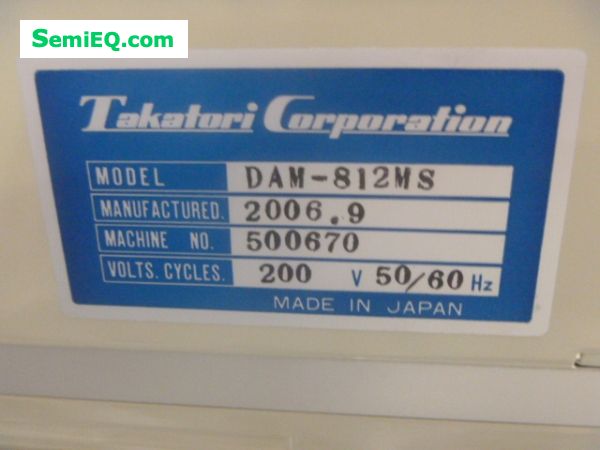 SemiEQ.com
Takatori Corporation
MODEL DAM-812MS
MANUFACTURED. 2006.9
MACHINE NO. 500670
VOLTS. CYCLES. 200 V 50/60 Hz
MADE IN JAPAN